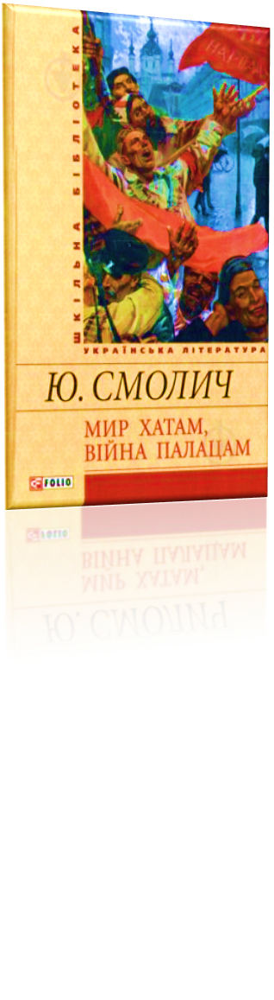 ШКІЛЬНА БІБЛІОТЕКА
УКРАЇНСЬКА ЛІТЕРАТУРА
Ю. СМОЛИЧ
МИР ХАТАМ,
ВІЙНА ПАЛАЦАМ
FOLIO